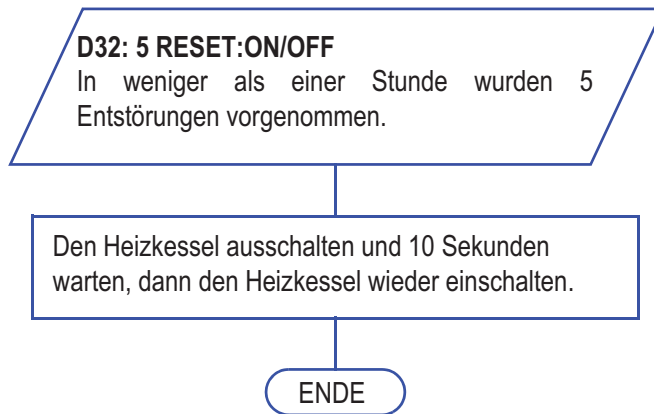 D32: 5 RESET:ON/OFF
In weniger als einer Stunde wurden 5
Entstörungen vorgenommen.
Den Heizkessel ausschalten und 10 Sekunden
warten, dann den Heizkessel wieder einschalten.
ENDE